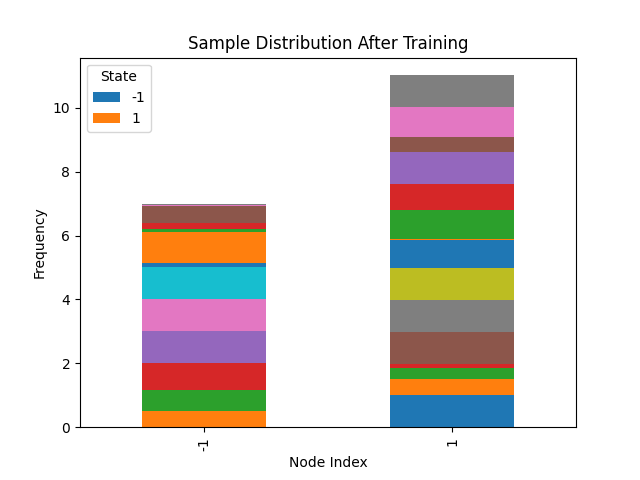 Sample Distribution After Training
State
-1
1
10
8
6
4
2
0
Frequency
-1
1
Node Index